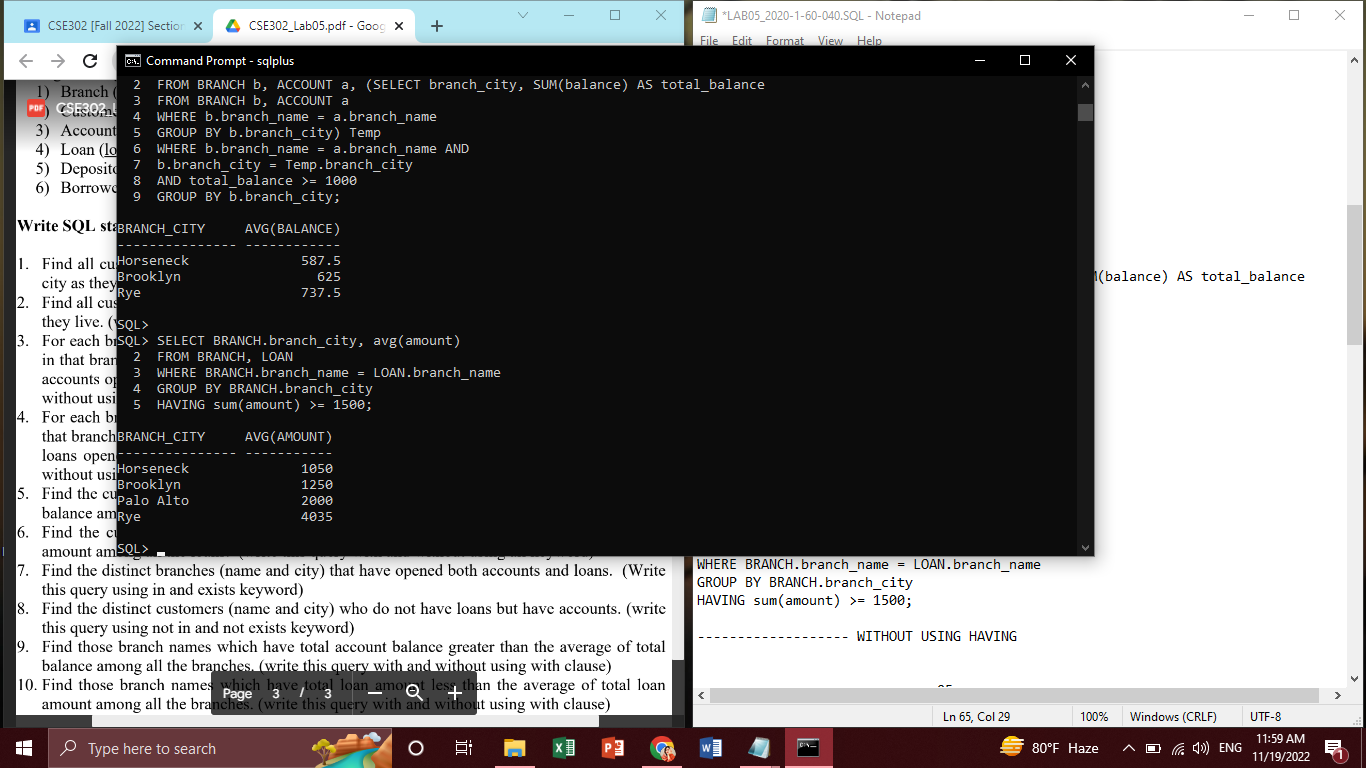 CSE302 [Fall 2022] Section
CSE302_Lab05.pdf - Goog
*LAB05_2020-1-60-040.SQL - Notepad
File Edit Format View Help
Command Prompt - sqlplus
2 FROM BRANCH b, ACCOUNT a, (SELECT branch_city, SUM(balance) AS total_balance
3 FROM BRANCH b, ACCOUNT a
4 WHERE b.branch_name = a.branch_name
5 GROUP BY b.branch_city) Temp
6 WHERE b.branch_name = a.branch_name AND
7 b.branch_city = Temp.branch_city
8 AND total_balance >= 1000
9 GROUP BY b.branch_city;
BRANCH_CITY AVG(BALANCE)
--------------- ------------
Horseneck 587.5
Brooklyn 625
Rye 737.5
SQL>
SQL> SELECT BRANCH.branch_city, avg(amount)
2 FROM BRANCH, LOAN
3 WHERE BRANCH.branch_name = LOAN.branch_name
4 GROUP BY BRANCH.branch_city
5 HAVING sum(amount) >= 1500;
BRANCH_CITY AVG(AMOUNT)
--------------- -----------
Horseneck 1050
Brooklyn 1250
Palo Alto 2000
Rye 4035
SQL>
1) Branch (
PDF CSE302_L
2) Custome
3) Account
4) Loan (lo
5) Deposito
6) Borrowe
Write SQL sta
1. Find all cu
city as they
2. Find all cus
they live. (
3. For each br
in that bran
accounts op
without usi
4. For each br
that branch
loans open
without usi
5. Find the cu
balance am
6. Find the cu
amount am
7. Find the distinct branches (name and city) that have opened both accounts and loans. (Write
this query using in and exists keyword)
8. Find the distinct customers (name and city) who do not have loans but have accounts. (write
this query using not in and not exists keyword)
9. Find those branch names which have total account balance greater than the average of total
balance among all the branches. (write this query with and without using with clause)
10. Find those branch names which have total loan amount less than the average of total loan
amount among all the branches. (write this query with and without using with clause)
Page 3 / 3
M(balance) AS total_balance
WHERE BRANCH.branch_name = LOAN.branch_name
GROUP BY BRANCH.branch_city
HAVING sum(amount) >= 1500;
------------------- WITHOUT USING HAVING
Ln 65, Col 29 100% Windows (CRLF) UTF-8
Type here to search
80°F Haze
ENG
11:59 AM
11/19/2022
1